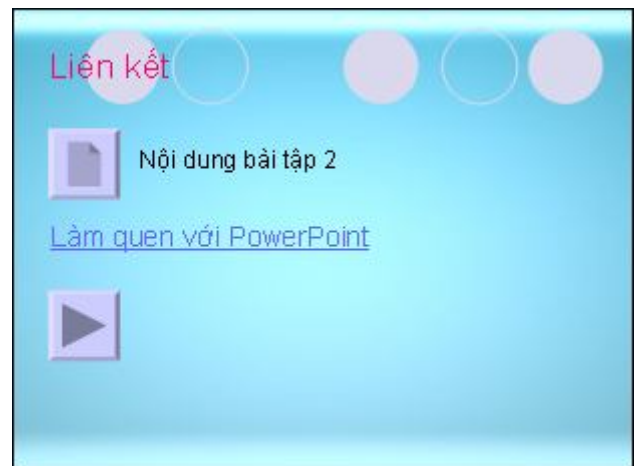 Liên kết
Nội dung bài tập 2
Làm quen với PowerPoint